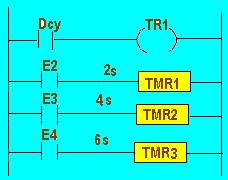 Dcy TR1
E2 2s TMR1
E3 4s TMR2
E4 6s TMR3